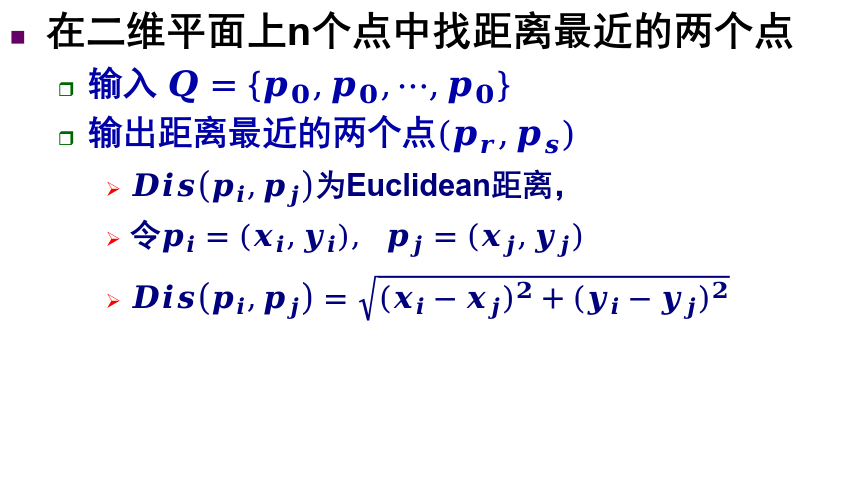 在二维平面上n个点中找距离最近的两个点
输入 Q = {p₀, p₀, ⋯, p₀}
输出距离最近的两个点(pᵣ, pₛ)
Dis(pᵢ, pⱼ)为Euclidean距离,
令pᵢ = (xᵢ, yᵢ), pⱼ = (xⱼ, yⱼ)
Dis(pᵢ, pⱼ) = √((xᵢ − xⱼ)² + (yᵢ − yⱼ)²)